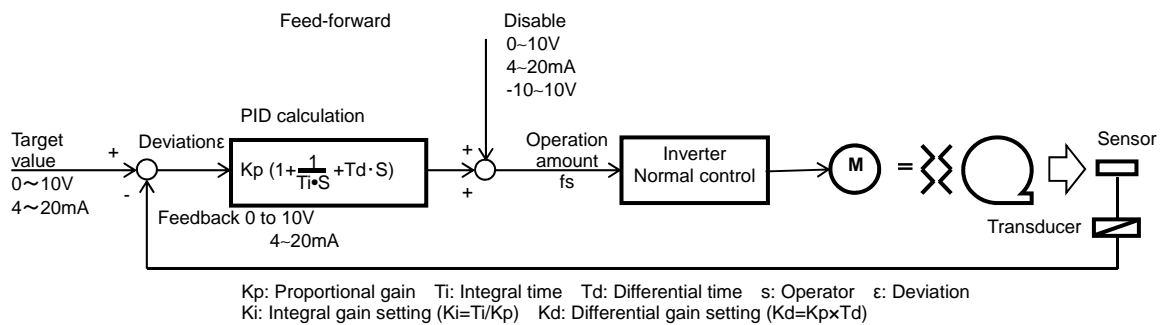 Feed-forward
Disable
0~10V
4~20mA
-10~10V
PID calculation
Target
value
0～10V
4～20mA
+
-
Deviationε
Kp (1+ 1/Ti•S +Td·S)
+
+
Operation
amount
fs
Inverter
Normal control
M
=
Sensor
Transducer
Feedback 0 to 10V
4~20mA
Kp: Proportional gain Ti: Integral time Td: Differential time s: Operator ε: Deviation
Ki: Integral gain setting (Ki=Ti/Kp) Kd: Differential gain setting (Kd=Kp×Td)